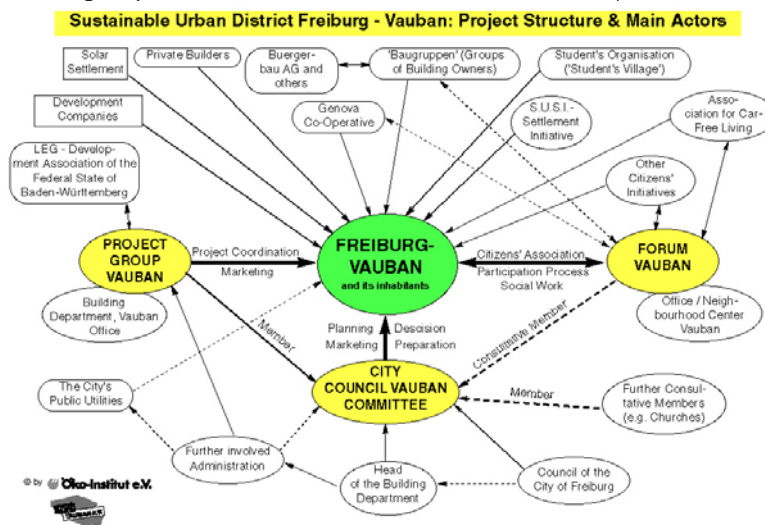 Sustainable Urban District Freiburg - Vauban: Project Structure & Main Actors
Solar
Settlement
Private Builders
Buerger-
bau AG and
others
'Baugruppen' (Groups
of Building Owners)
Student's Organisation
('Student's Village')
Development
Companies
Genova
Co-Operative
S.U.S.I.-
Settlement
Initiative
Asso-
ciation for Car-
Free Living
LEG - Develop-
ment Association of the
Federal State of
Baden-Württemberg
Other
Citizens'
Initiatives
PROJECT
GROUP
VAUBAN
Project Coordination
Marketing
FREIBURG-
VAUBAN
and its inhabitants
Citizens' Association
Participation Process
Social Work
FORUM
VAUBAN
Building
Department, Vauban
Office
Office / Neigh-
bourhood Center
Vauban
Member
Planning
Marketing
Descision
Preparation
Consultative Member
CITY
COUNCIL VAUBAN
COMMITTEE
Member
The City's
Public Utilities
Further Consul-
tative Members
(e.g. Churches)
Further involved
Administration
Head
of the Building
Department
Council of the
City of Freiburg
© by Öko-Institut e.V.